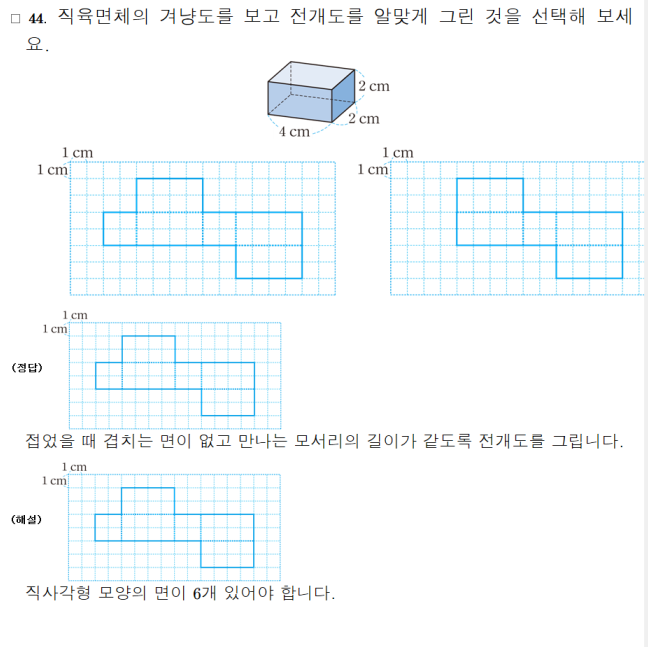 □ 44. 직육면체의 겨냥도를 보고 전개도를 알맞게 그린 것을 선택해 보세
요.
2 cm
2 cm
4 cm
1 cm
1 cm
1 cm
1 cm
1 cm
1 cm
(정답)
접었을 때 겹치는 면이 없고 만나는 모서리의 길이가 같도록 전개도를 그립니다.
1 cm
1 cm
(해설)
직사각형 모양의 면이 6개 있어야 합니다.